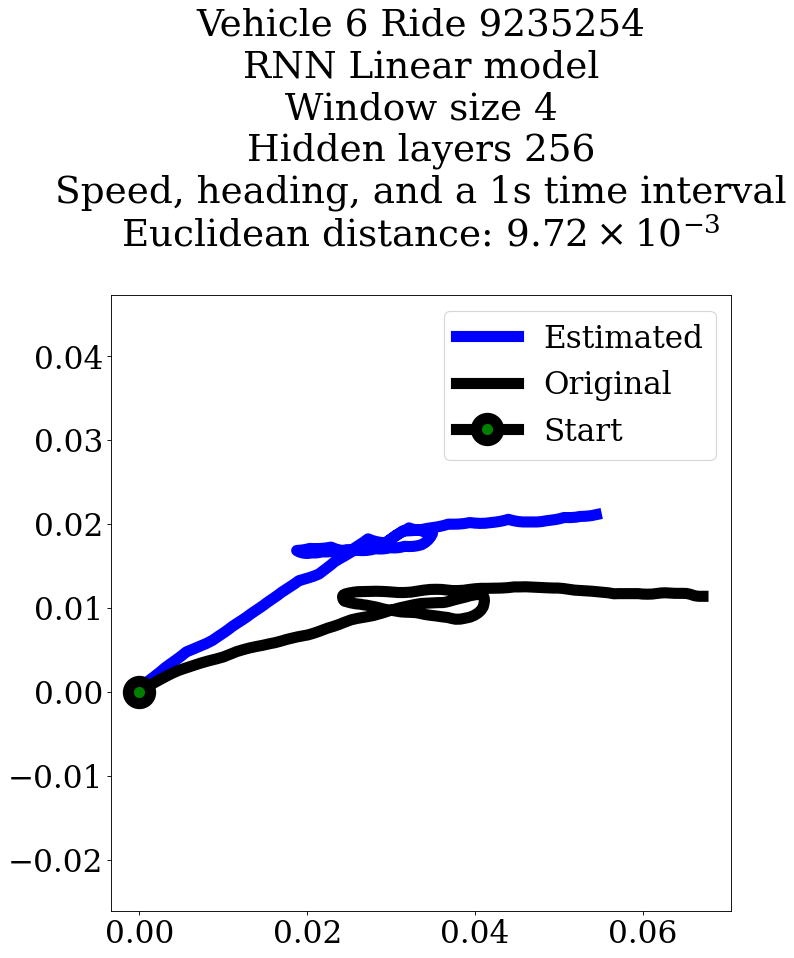 Vehicle 6 Ride 9235254
RNN Linear model
Window size 4
Hidden layers 256
Speed, heading, and a 1s time interval
Euclidean distance: 9.72 × 10⁻³
Estimated
Original
Start
0.04
0.03
0.02
0.01
0.00
−0.01
−0.02
0.00 0.02 0.04 0.06